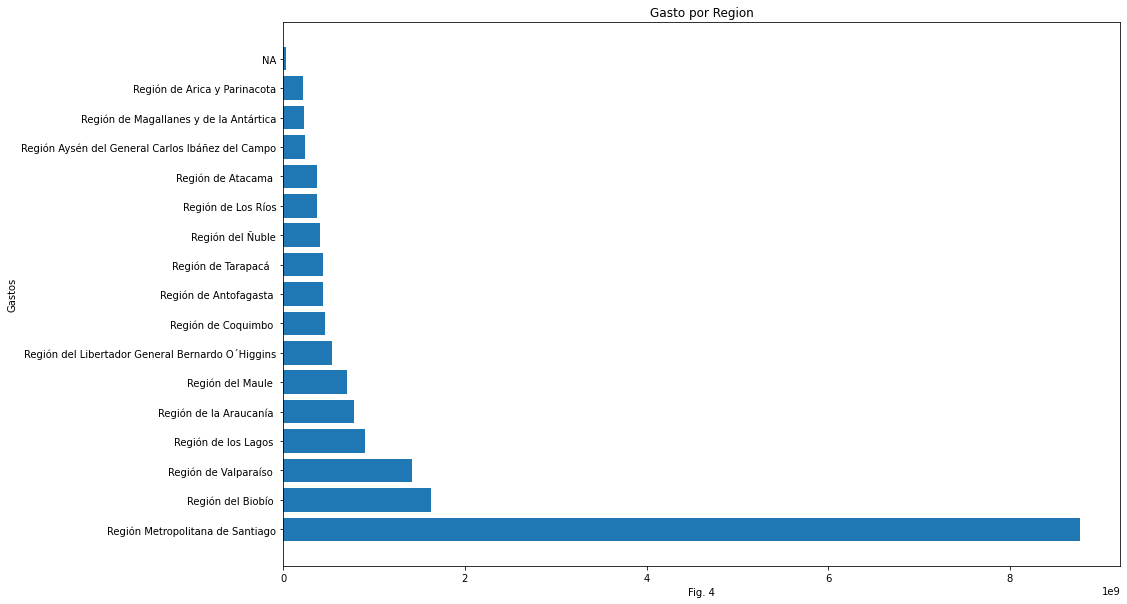 Gasto por Region
NA
Región de Arica y Parinacota
Región de Magallanes y de la Antártica
Región Aysén del General Carlos Ibáñez del Campo
Región de Atacama
Región de Los Ríos
Región del Ñuble
Región de Tarapacá
Región de Antofagasta
Región de Coquimbo
Región del Libertador General Bernardo O´Higgins
Región del Maule
Región de la Araucanía
Región de los Lagos
Región de Valparaíso
Región del Biobío
Región Metropolitana de Santiago
Gastos
0 2 4 6 8
1e9
Fig. 4